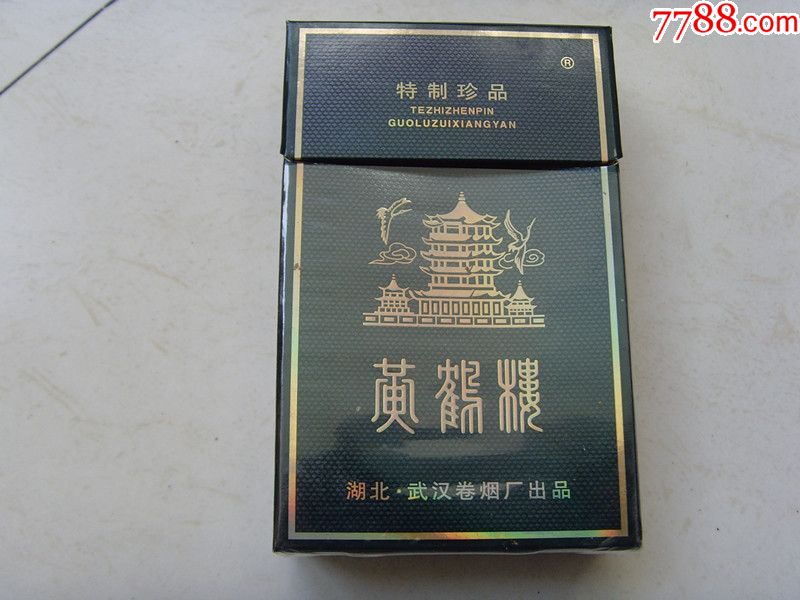 7788.com
®
特制珍品
TEZHIZHENPIN
GUOLUZUIXIANGYAN
黄鹤楼
湖北·武汉卷烟厂出品